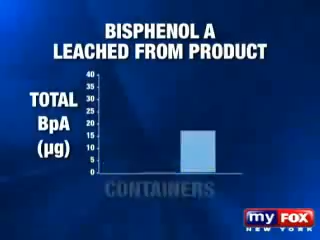 BISPHENOL A
LEACHED FROM PRODUCT
TOTAL
BpA
(µg)
40
35
30
25
20
15
10
5
0
CONTAINERS
my FOX
NEW YORK